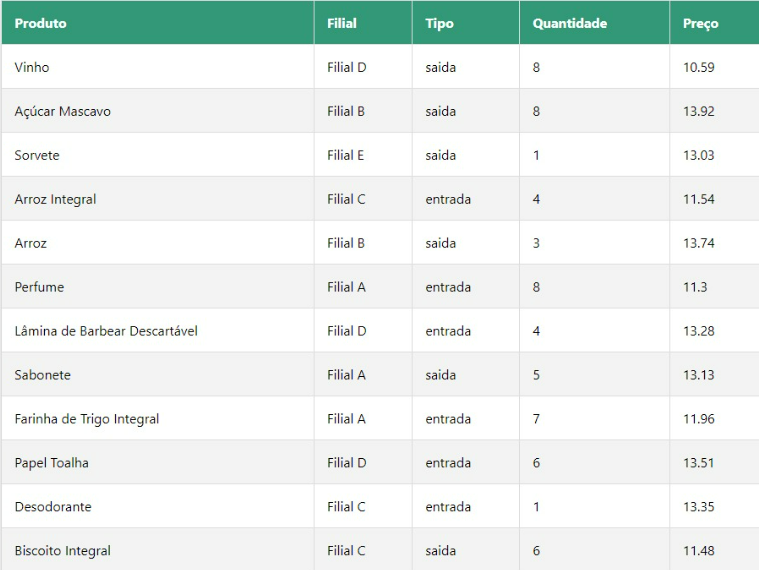 Produto Filial Tipo Quantidade Preço
Vinho Filial D saida 8 10.59
Açúcar Mascavo Filial B saida 8 13.92
Sorvete Filial E saida 1 13.03
Arroz Integral Filial C entrada 4 11.54
Arroz Filial B saida 3 13.74
Perfume Filial A entrada 8 11.3
Lâmina de Barbear Descartável Filial D entrada 4 13.28
Sabonete Filial A saida 5 13.13
Farinha de Trigo Integral Filial A entrada 7 11.96
Papel Toalha Filial D entrada 6 13.51
Desodorante Filial C entrada 1 13.35
Biscoito Integral Filial C saida 6 11.48